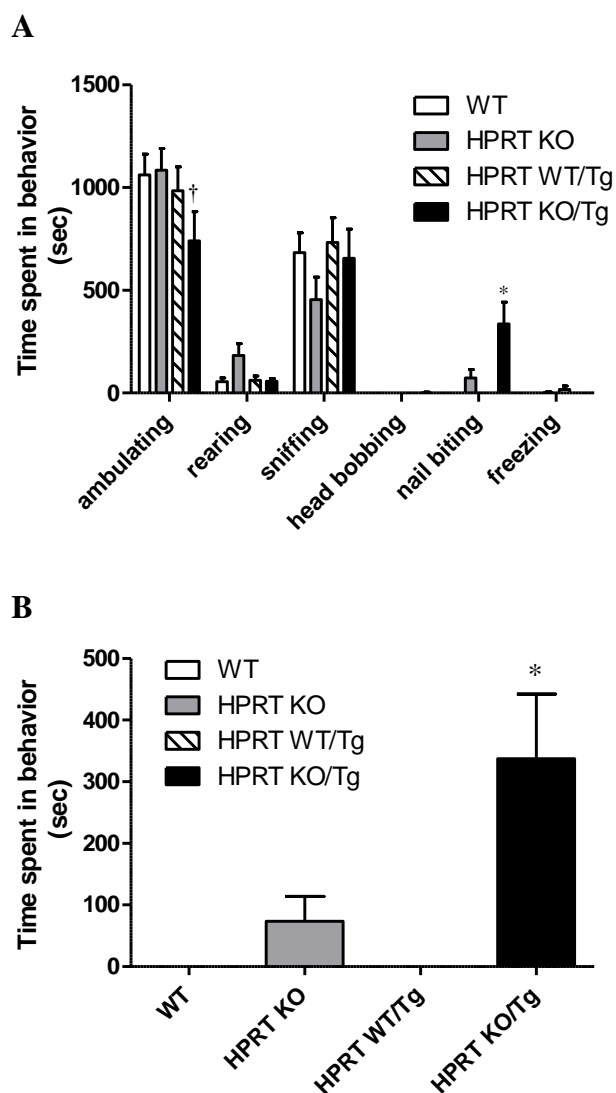 A
Time spent in behavior
(sec)
1500
1000
500
0
WT
HPRT KO
HPRT WT/Tg
HPRT KO/Tg
†
*
ambulating
rearing
sniffing
head bobbing
nail biting
freezing
B
Time spent in behavior
(sec)
500
400
300
200
100
0
WT
HPRT KO
HPRT WT/Tg
HPRT KO/Tg
*
WT
HPRT KO
HPRT WT/Tg
HPRT KO/Tg